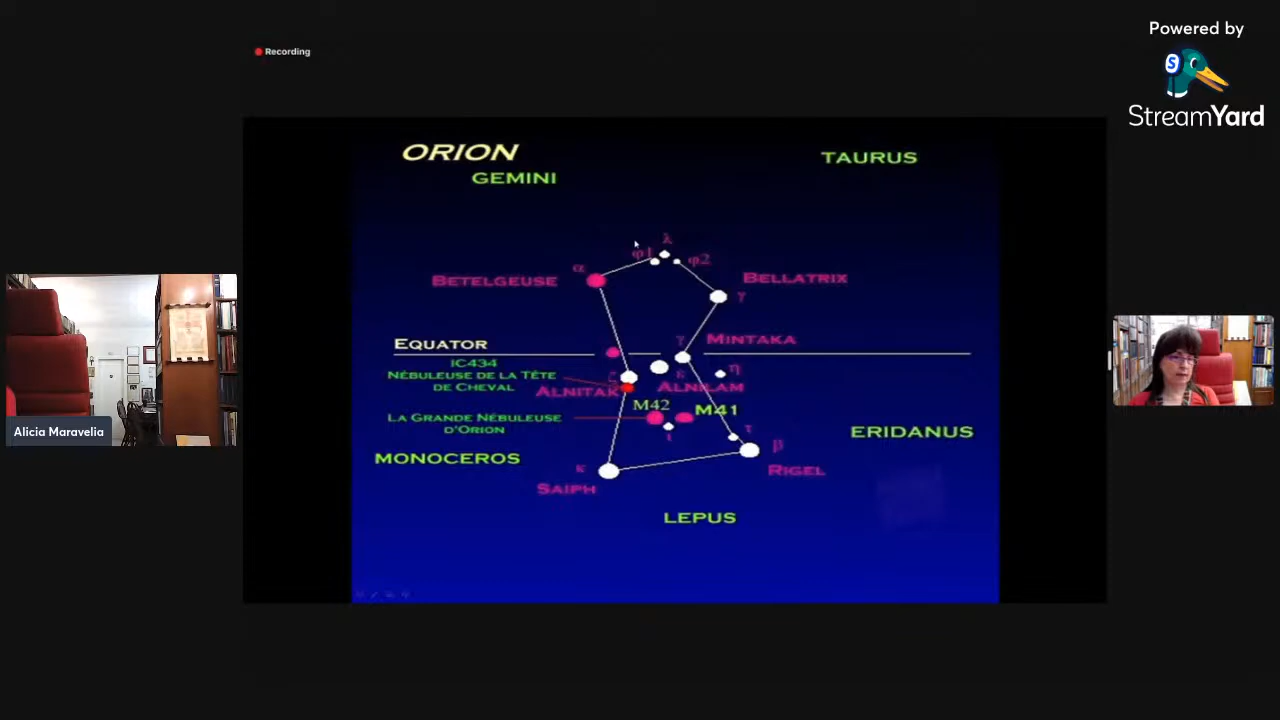 Powered by
StreamYard
Recording
ORION
GEMINI
TAURUS
λ
φ1
φ2
α
BETELGEUSE
BELLATRIX
γ
EQUATOR
γ
MINTAKA
IC434
NÉBULEUSE DE LA TÊTE
DE CHEVAL
ζ
ALNITAK
ε
ALNILAM
η
M42
M41
LA GRANDE NÉBULEUSE
D'ORION
ι
τ
β
ERIDANUS
MONOCEROS
κ
RIGEL
SAIPH
LEPUS
Alicia Maravelia